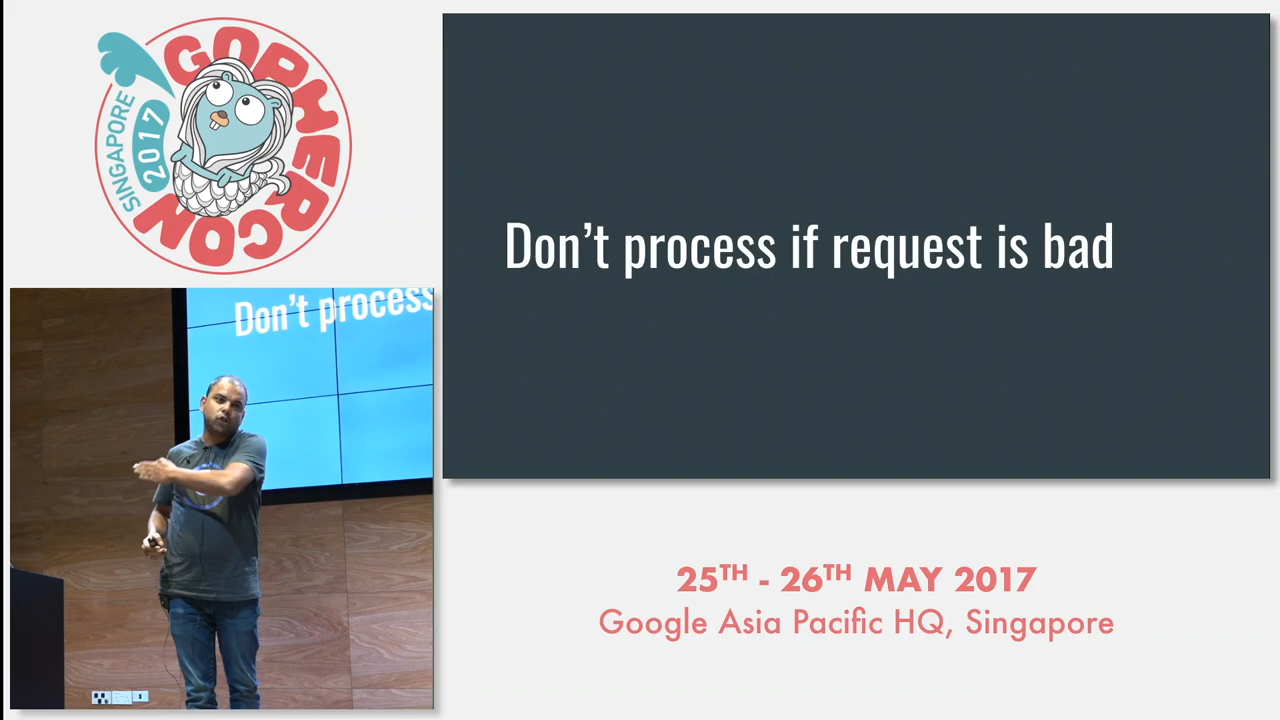 GOPHERCON
SINGAPORE
2017
Don't process if request is bad
Don't process
25TH - 26TH MAY 2017
Google Asia Pacific HQ, Singapore